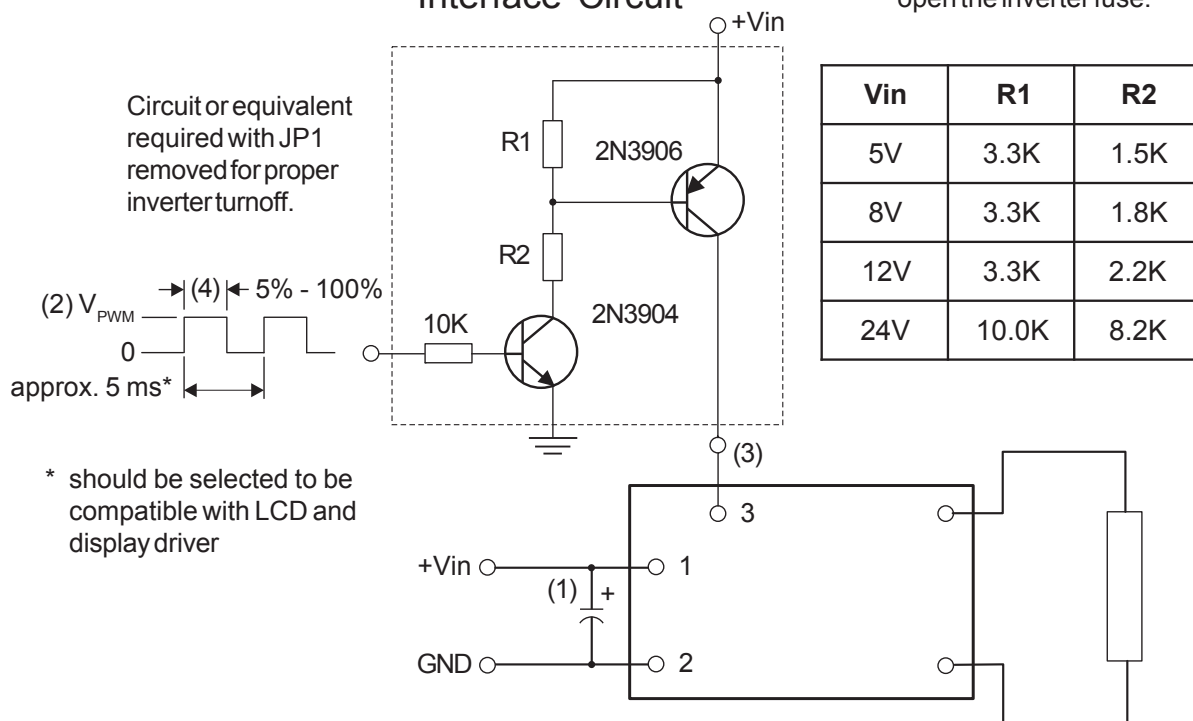 Interface Circuit
open the inverter fuse.
+Vin
Circuit or equivalent
required with JP1
removed for proper
inverter turnoff.
R1
2N3906
R2
(2) VPWM
(4)
5% - 100%
0
approx. 5 ms*
10K
2N3904
Vin R1 R2
5V 3.3K 1.5K
8V 3.3K 1.8K
12V 3.3K 2.2K
24V 10.0K 8.2K
* should be selected to be
compatible with LCD and
display driver
(3)
3
+Vin
(1)
+
1
GND
2